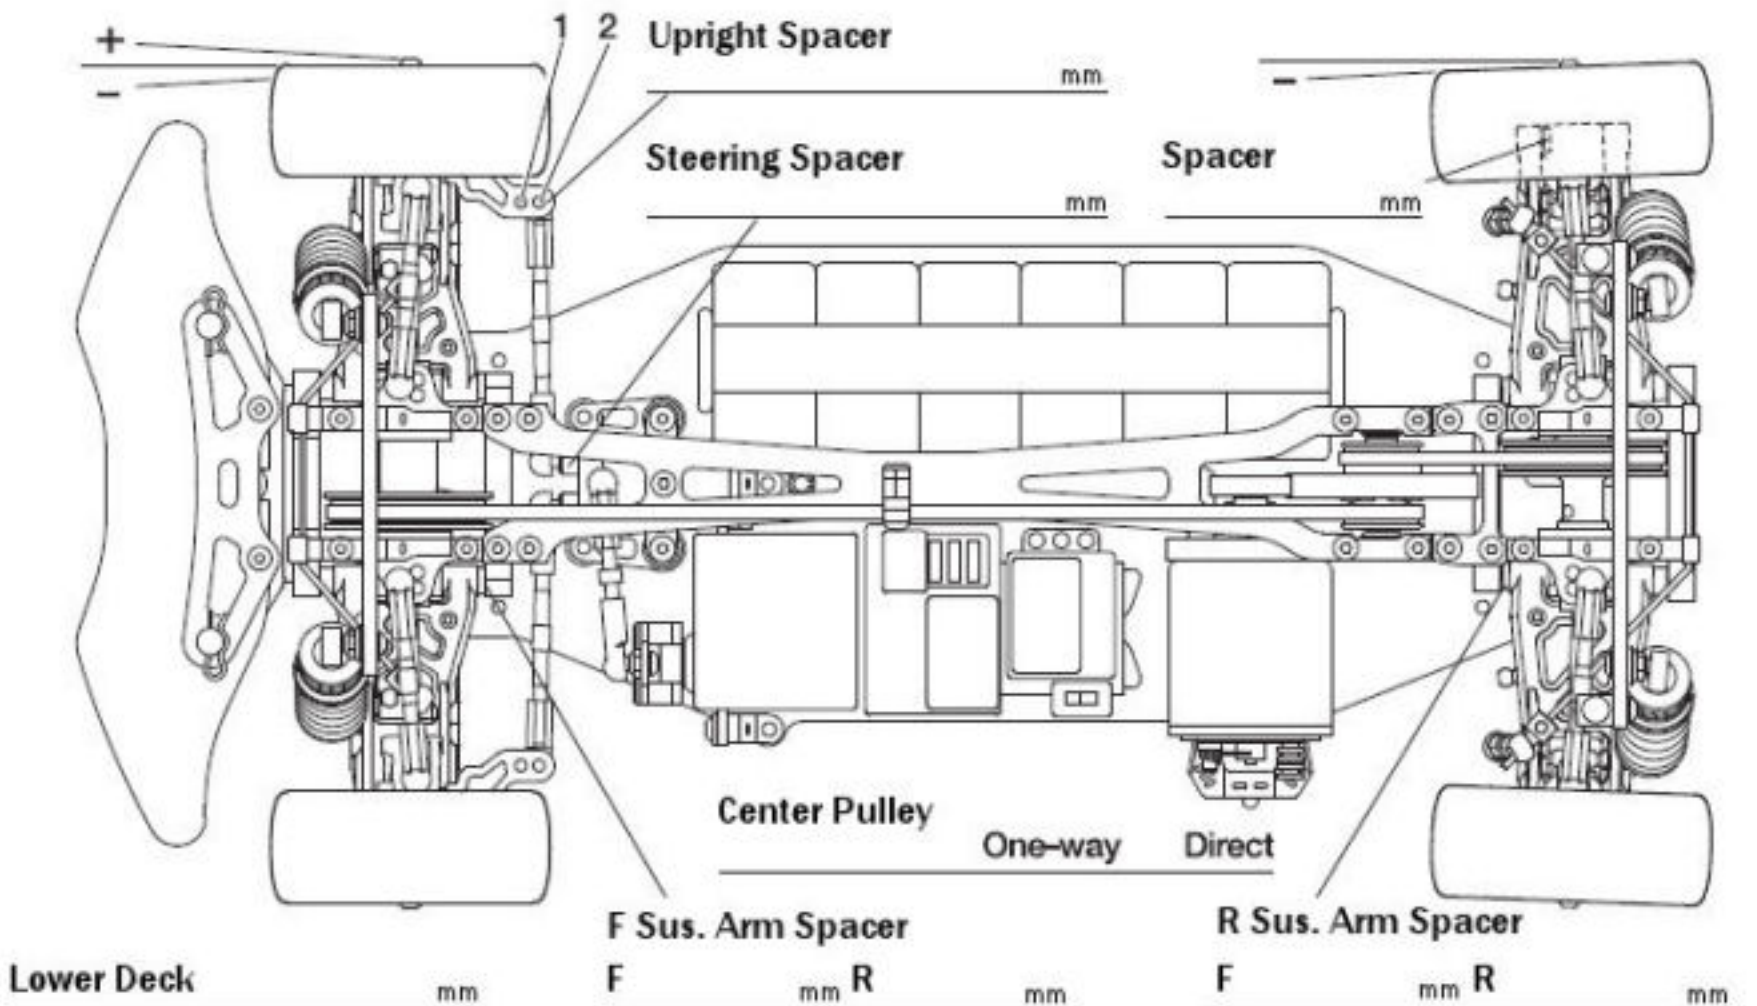 +
-
1 2
Upright Spacer
mm
-
Steering Spacer
mm
Spacer
mm
Center Pulley
One-way Direct
F Sus. Arm Spacer
F mm R mm
R Sus. Arm Spacer
F mm R mm
Lower Deck mm